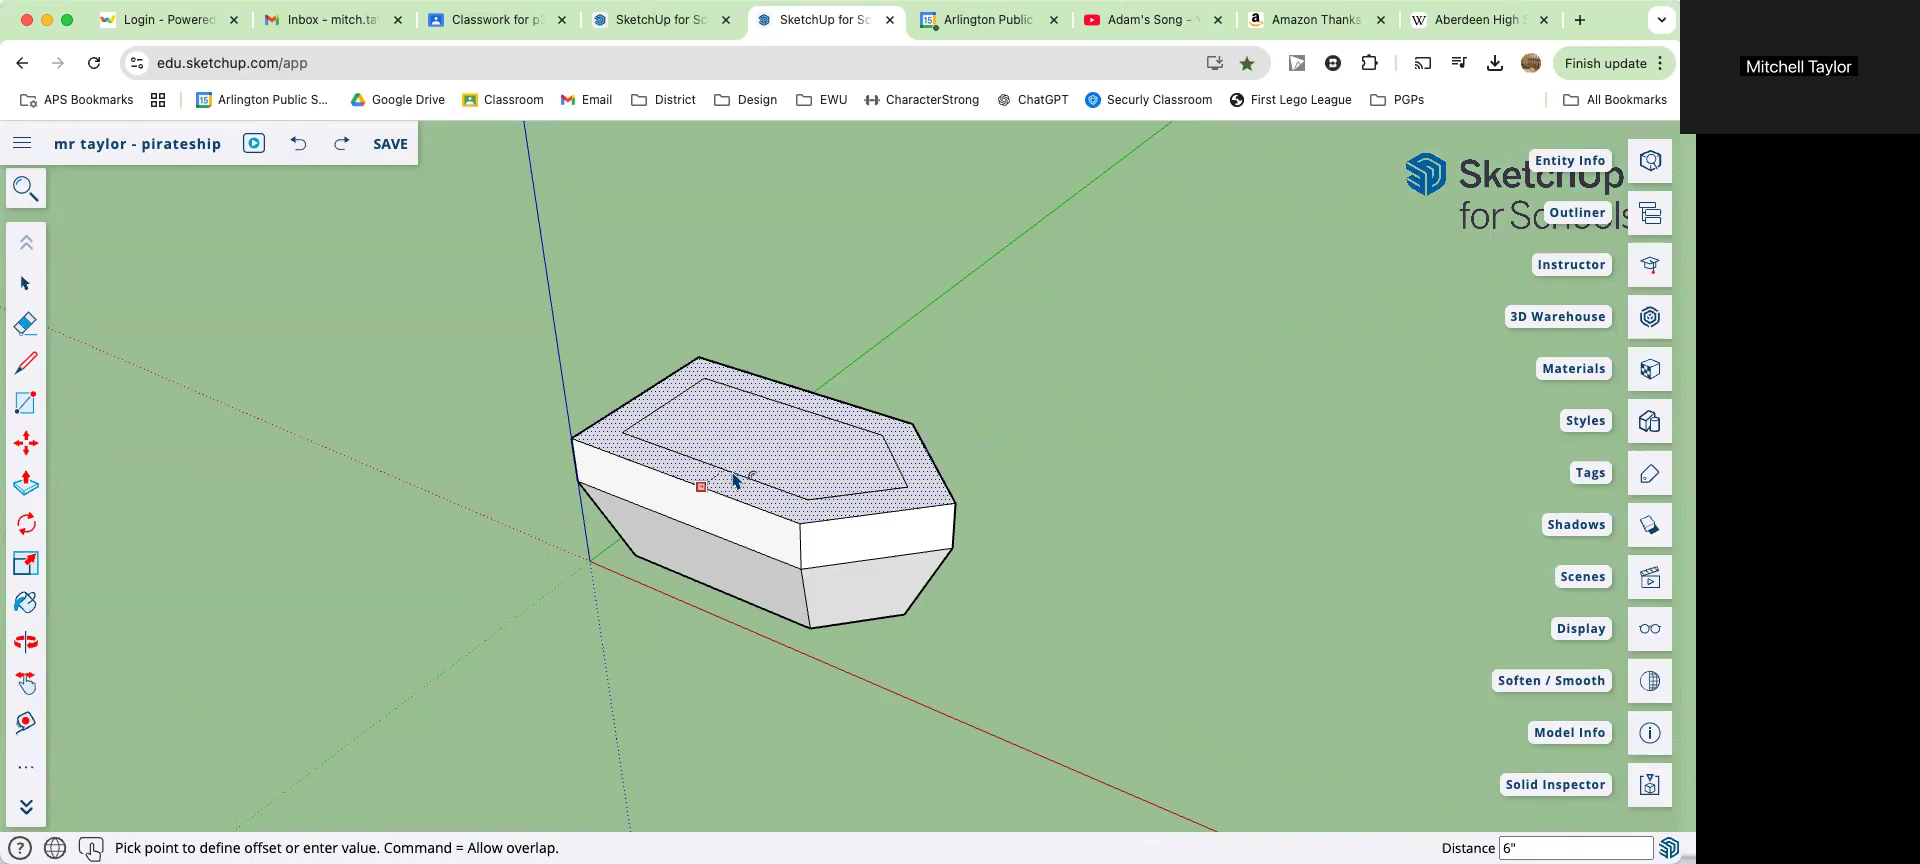 Login - Powered
Inbox - mitch.ta
Classwork for p
SketchUp for Sc
SketchUp for Sc
Arlington Public
Adam's Song -
Amazon Thanks
Aberdeen High S
edu.sketchup.com/app
Finish update
APS Bookmarks
Arlington Public S...
Google Drive
Classroom
Email
District
Design
EWU
CharacterStrong
ChatGPT
Securly Classroom
First Lego League
PGPs
All Bookmarks
Mitchell Taylor
mr taylor - pirateship
SAVE
SketchUp
for Schools
Entity Info
Outliner
Instructor
3D Warehouse
Materials
Styles
Tags
Shadows
Scenes
Display
Soften / Smooth
Model Info
Solid Inspector
Pick point to define offset or enter value. Command = Allow overlap.
Distance 6"